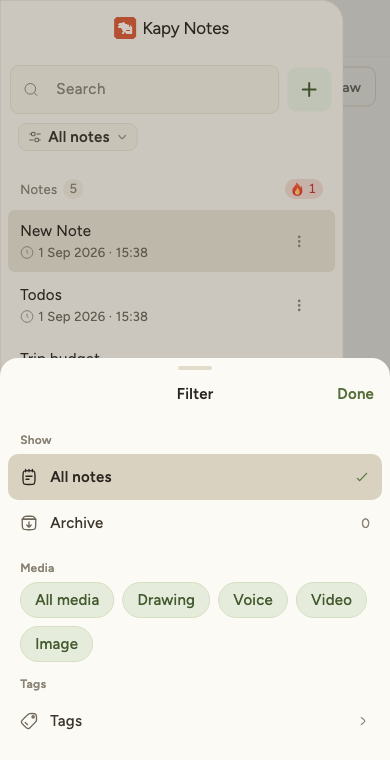 Kapy Notes
Search
+
aw
All notes
Notes 5
1
New Note
1 Sep 2026 · 15:38
Todos
1 Sep 2026 · 15:38
Trip budget
Filter
Done
Show
All notes
Archive
0
Media
All media
Drawing
Voice
Video
Image
Tags
Tags